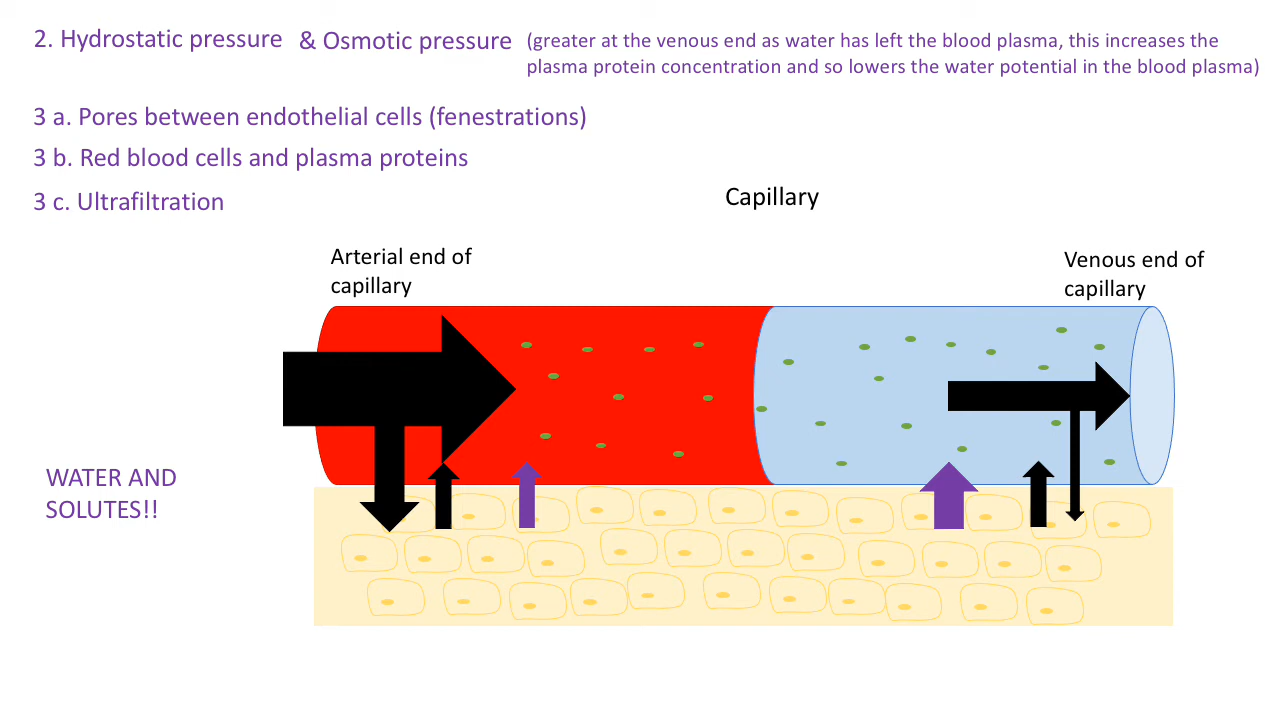 2. Hydrostatic pressure & Osmotic pressure (greater at the venous end as water has left the blood plasma, this increases the
plasma protein concentration and so lowers the water potential in the blood plasma)
3 a. Pores between endothelial cells (fenestrations)
3 b. Red blood cells and plasma proteins
3 c. Ultrafiltration
Capillary
Arterial end of
capillary
Venous end of
capillary
WATER AND
SOLUTES!!